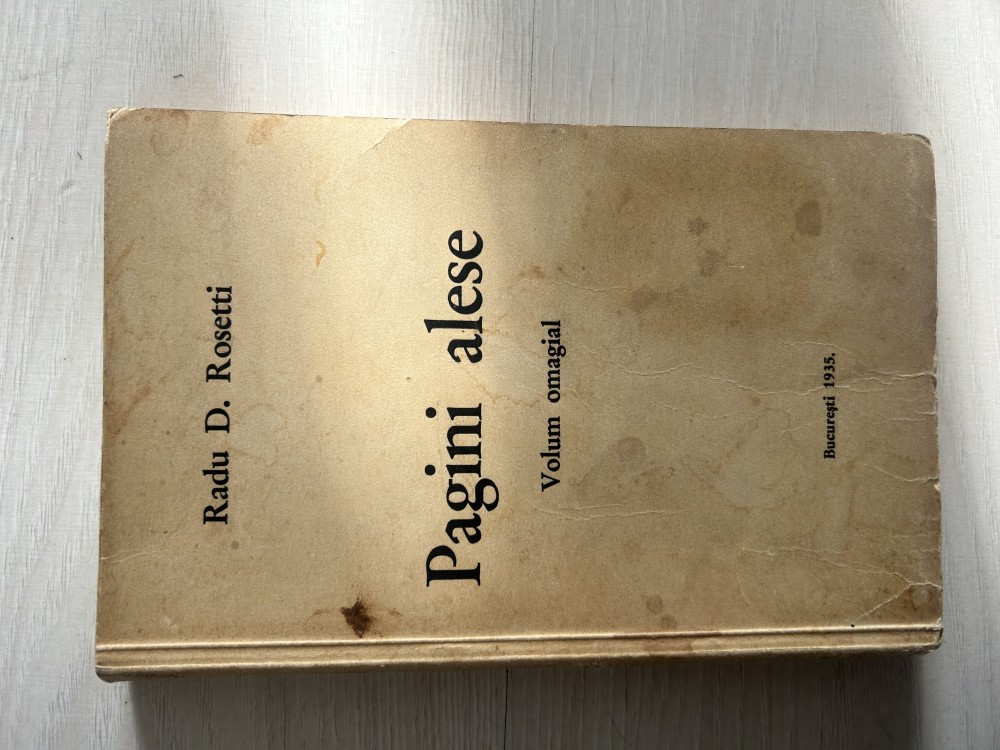 Radu D. Rosetti
Pagini alese
Volum omagial
București 1935.